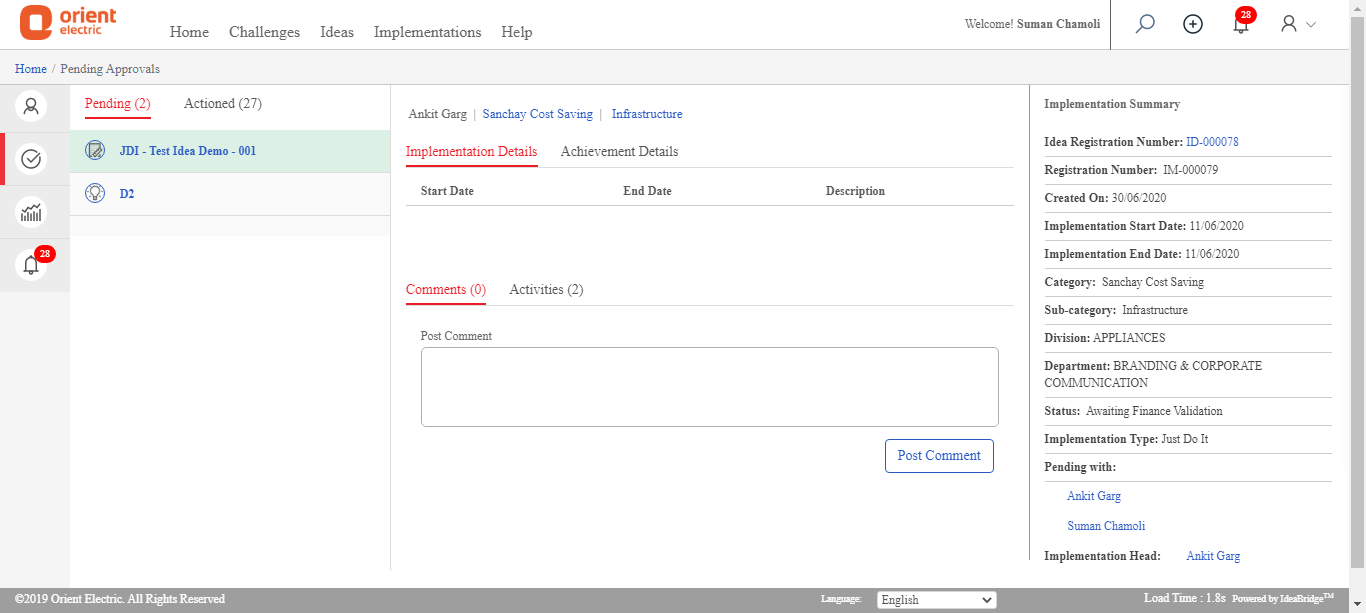 orient
electric
Home Challenges Ideas Implementations Help
Welcome! Suman Chamoli
28
Home / Pending Approvals
Pending (2) Actioned (27)
JDI - Test Idea Demo - 001
D2
28
Ankit Garg | Sanchay Cost Saving | Infrastructure
Implementation Details Achievement Details
Start Date End Date Description
Comments (0) Activities (2)
Post Comment
Post Comment
Implementation Summary
Idea Registration Number: ID-000078
Registration Number: IM-000079
Created On: 30/06/2020
Implementation Start Date: 11/06/2020
Implementation End Date: 11/06/2020
Category: Sanchay Cost Saving
Sub-category: Infrastructure
Division: APPLIANCES
Department: BRANDING & CORPORATE
COMMUNICATION
Status: Awaiting Finance Validation
Implementation Type: Just Do It
Pending with:
Ankit Garg
Suman Chamoli
Implementation Head: Ankit Garg
©2019 Orient Electric. All Rights Reserved
Language: English
Load Time : 1.8s Powered by IdeaBridge™